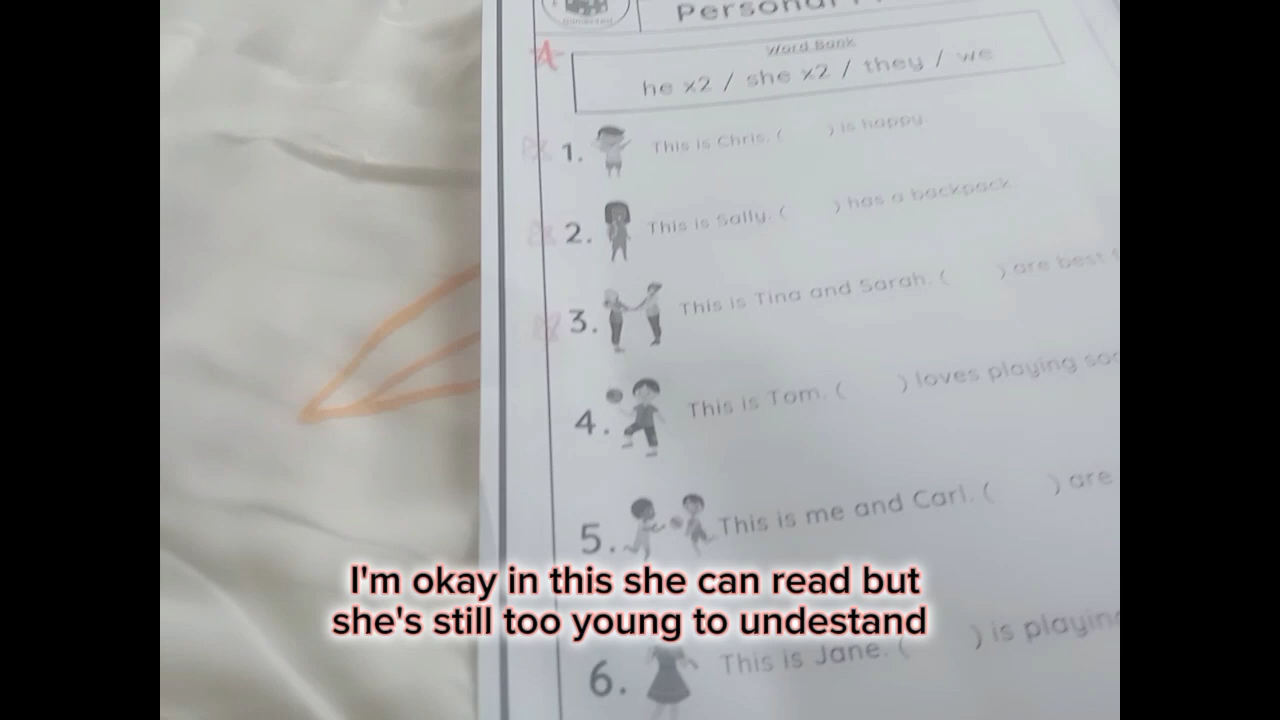 Connected
Personal
Word Bank
he x2 / she x2 / they / we
1. This is Chris. ( ) is happy.
2. This is Sally. ( ) has a backpack.
3. This is Tina and Sarah. ( ) are best
4. This is Tom. ( ) loves playing
5. This is me and Carl. ( ) are
I'm okay in this she can read but
she's still too young to undestand
6. This is Jane. ( ) is playing